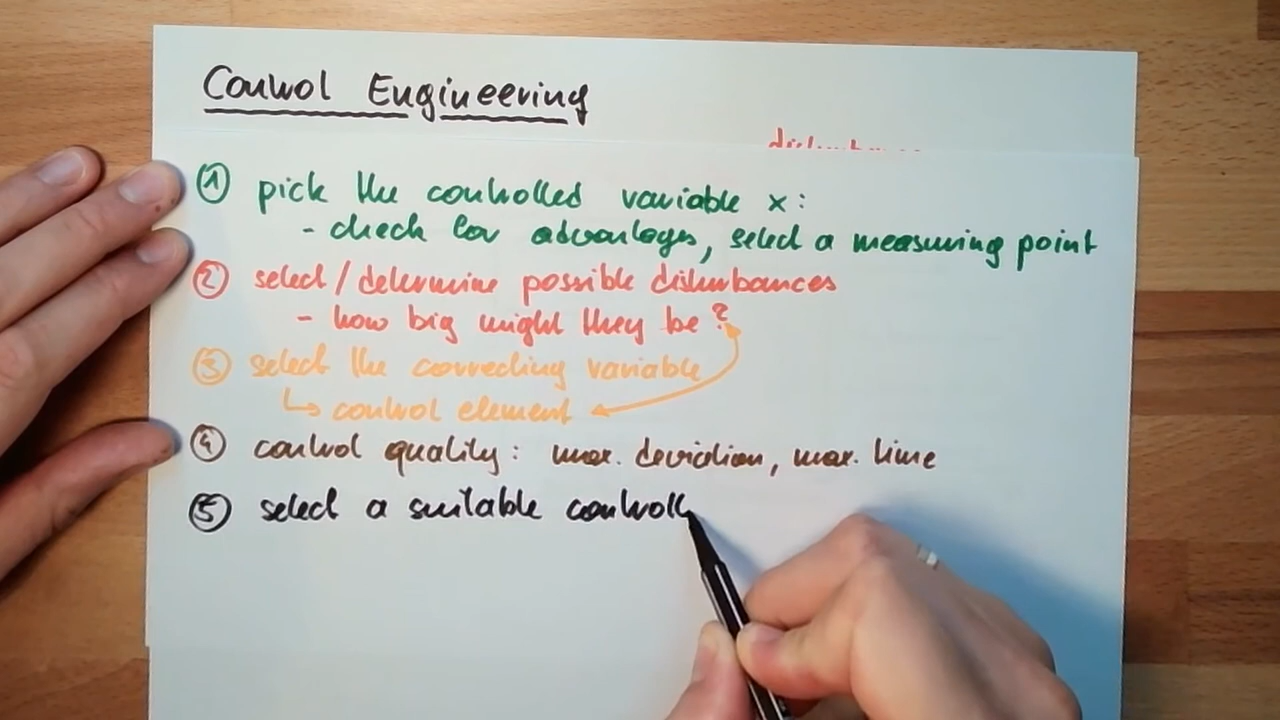 Control Engineering
① pick the controlled variable x:
- check for advantages, select a measuring point
② select/determine possible disturbances
- how big might they be?
③ select the correcting variable
↳ control element
④ control quality: max. deviation, max. time
⑤ select a suitable controll